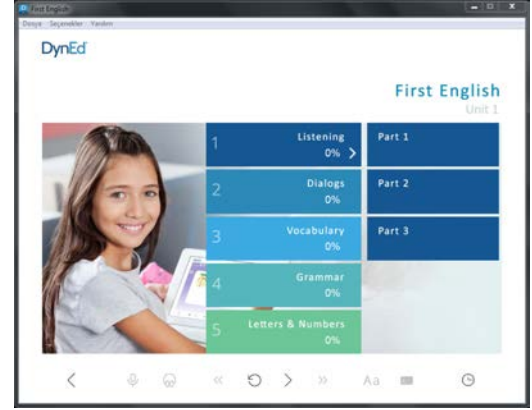 First English
Dosya Seçenekler Yardım
DynEd
First English
Unit 1
1 Listening
0%
Part 1
2 Dialogs
0%
Part 2
3 Vocabulary
0%
Part 3
4 Grammar
0%
5 Letters & Numbers
0%
Aa